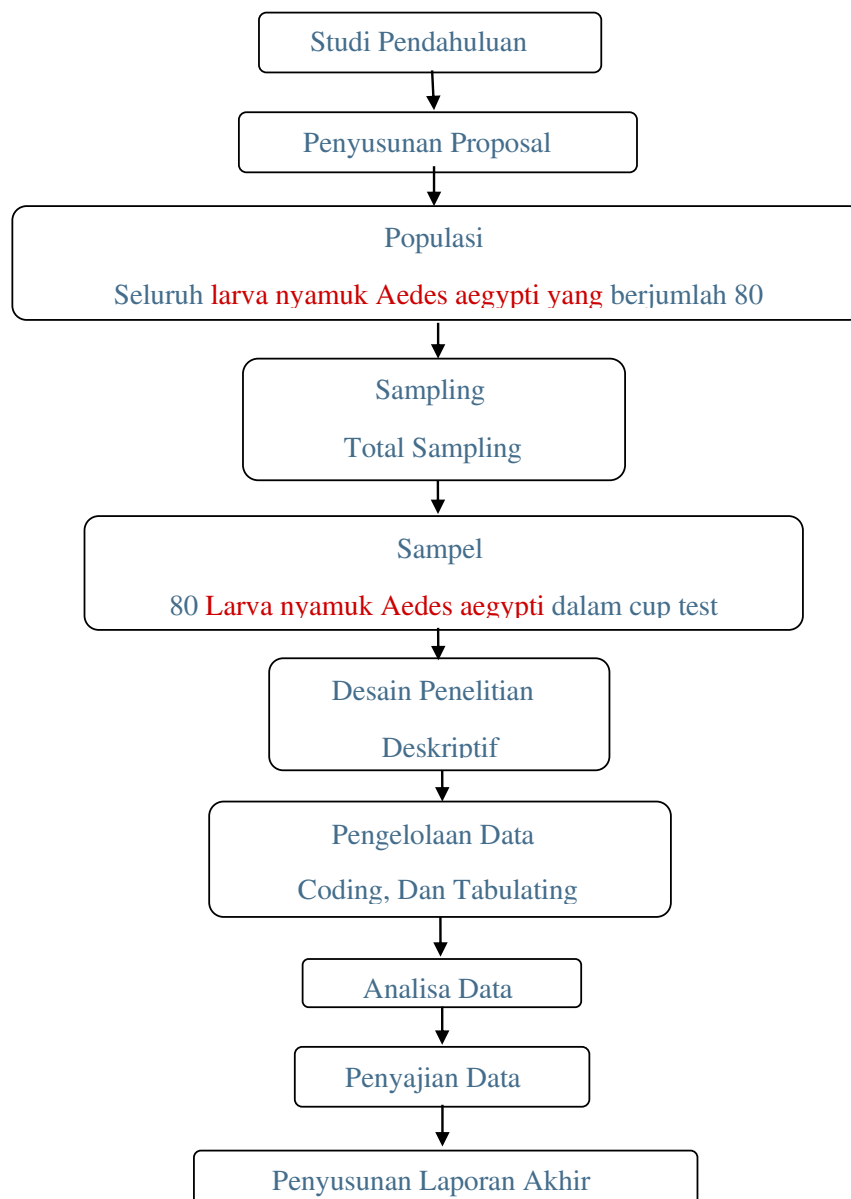 Studi Pendahuluan
Penyusunan Proposal
Populasi
Seluruh larva nyamuk Aedes aegypti yang berjumlah 80
Sampling
Total Sampling
Sampel
80 Larva nyamuk Aedes aegypti dalam cup test
Desain Penelitian
Deskriptif
Pengelolaan Data
Coding, Dan Tabulating
Analisa Data
Penyajian Data
Penyusunan Laporan Akhir